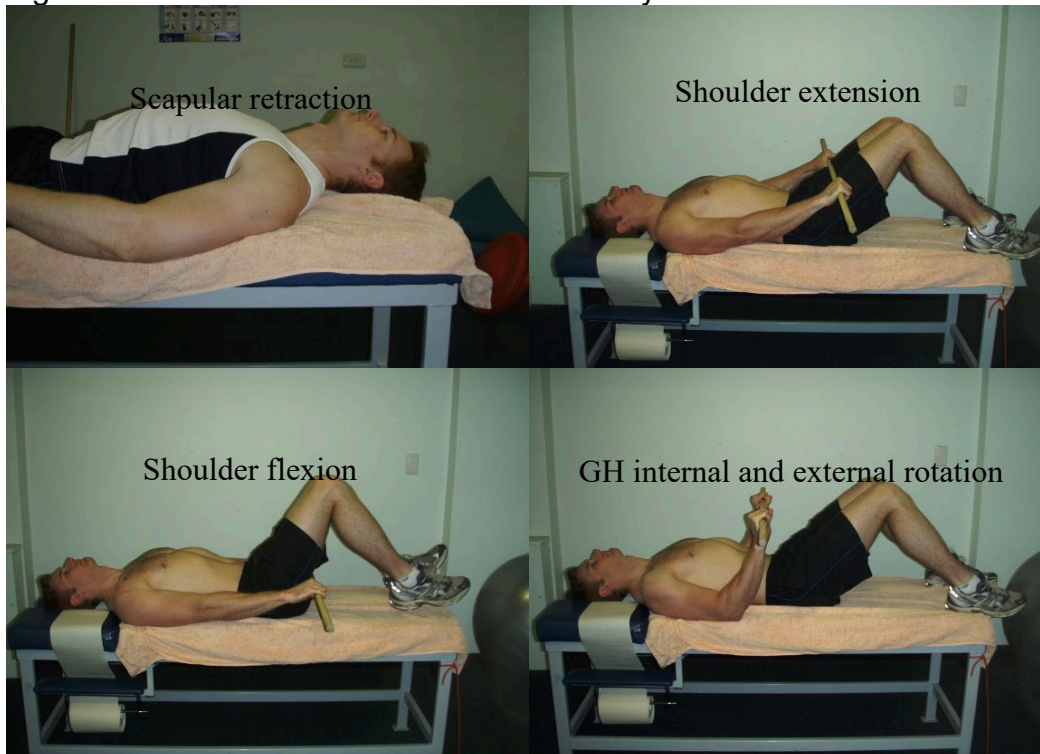 Scapular retraction
Shoulder extension
Shoulder flexion
GH internal and external rotation